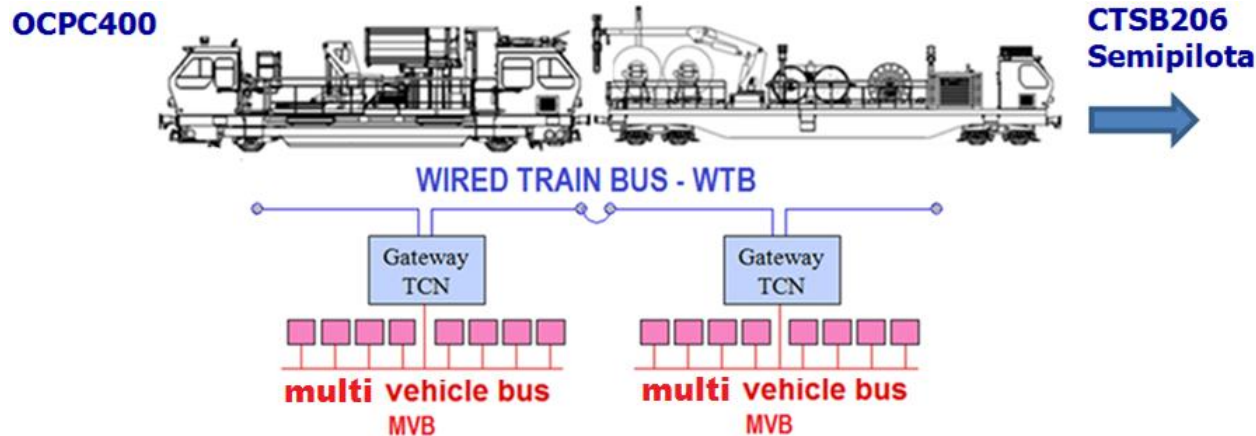 OCPC400
CTSB206
Semipilota
WIRED TRAIN BUS - WTB
Gateway
TCN
Gateway
TCN
multi vehicle bus
MVB
multi vehicle bus
MVB